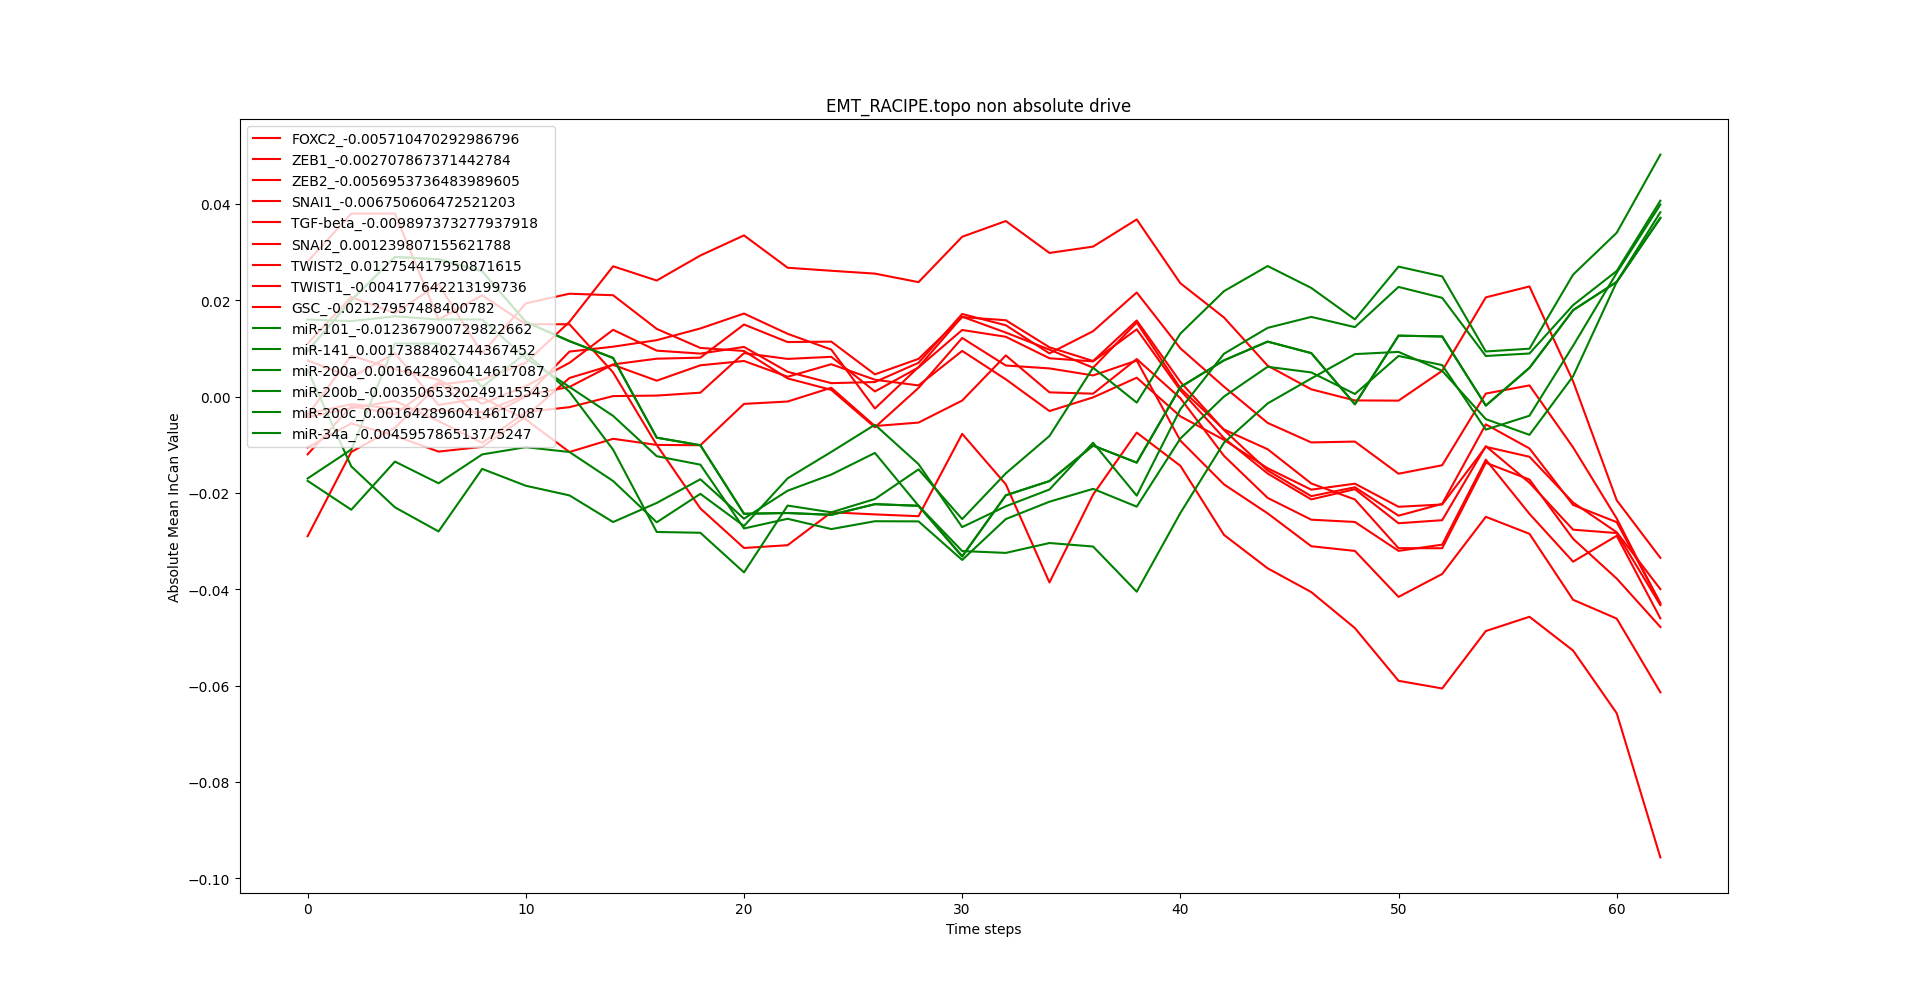 EMT_RACIPE.topo non absolute drive
FOXC2_-0.005710470292986796
ZEB1_-0.002707867371442784
ZEB2_-0.0056953736483989605
SNAI1_-0.006750606472521203
TGF-beta_-0.009897373277937918
SNAI2_0.001239807155621788
TWIST2_0.012754417950871615
TWIST1_-0.004177642213199736
GSC_-0.021279574884007​82
miR-101_-0.012367900729822662
miR-141_0.0017388402744367452
miR-200a_0.0016428960414617087
miR-200b_-0.0035065320249115543
miR-200c_0.0016428960414617087
miR-34a_-0.004595786513775247
Absolute Mean InCan Value
0.04
0.02
0.00
−0.02
−0.04
−0.06
−0.08
−0.10
0 10 20 30 40 50 60
Time steps